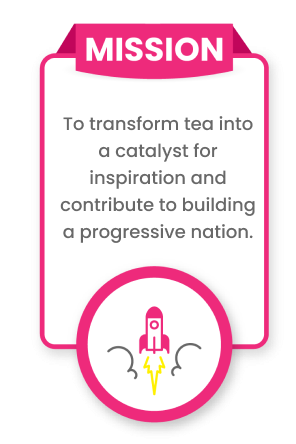 MISSION
To transform tea into
a catalyst for
inspiration and
contribute to building
a progressive nation.